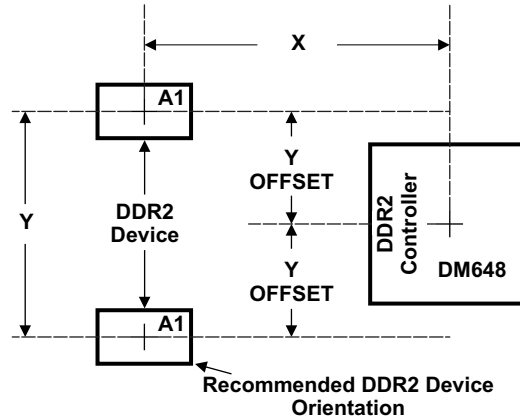 X
A1
Y
OFFSET
Y
DDR2
Device
DDR2
Controller
DM648
Y
OFFSET
A1
Recommended DDR2 Device
Orientation